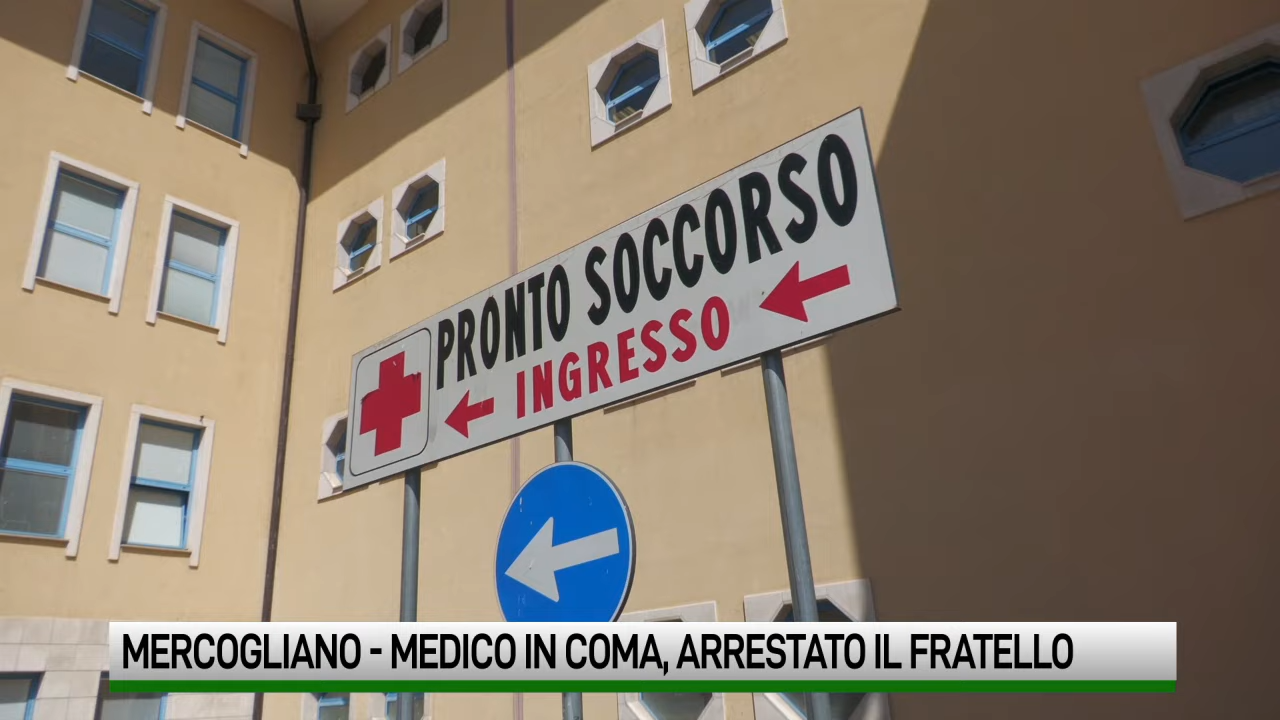 PRONTO SOCCORSO
INGRESSO
MERCOGLIANO - MEDICO IN COMA, ARRESTATO IL FRATELLO